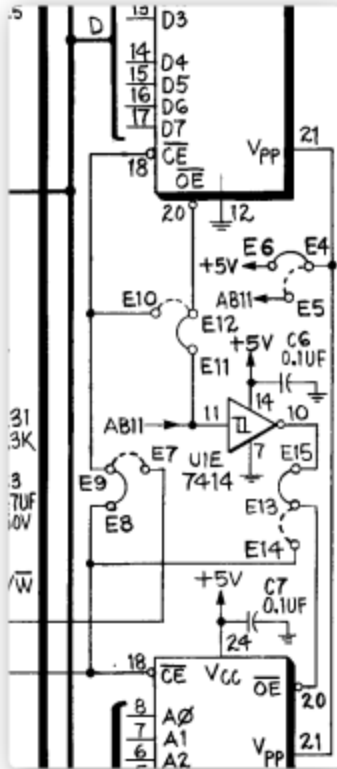 D
15 D3
14 D4
15 D5
16 D6
17 D7
18 CE
OE
VPP 21
20
12
E6 E4
+5V
AB11 E5
E10
E12
E11
+5V C6
0.1UF
14
AB11 11 10
7
U1E
7414
E15
E9 E7
E8
E13
E14
31
3K
3
7UF
0V
/W
+5V C7
0.1UF
24
18 CE VCC OE 20
8 AØ
7 A1
6 A2
VPP 21